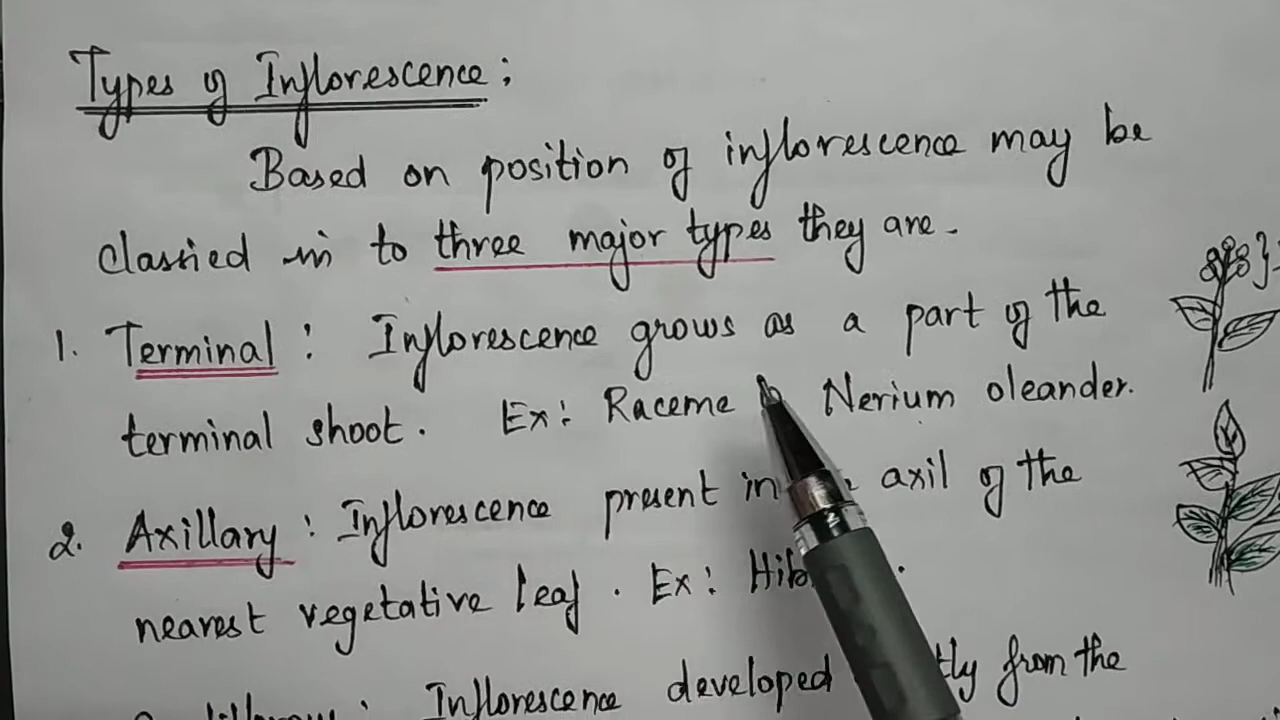 Types of Inflorescence:
Based on position of inflorescence may be
classied in to three major types they are.
1. Terminal : Inflorescence grows as a part of the
terminal shoot. Ex: Raceme Nerium oleander.
2. Axillary : Inflorescence present in axil of the
nearest vegetative leaf. Ex:
Inflorescence developed from the